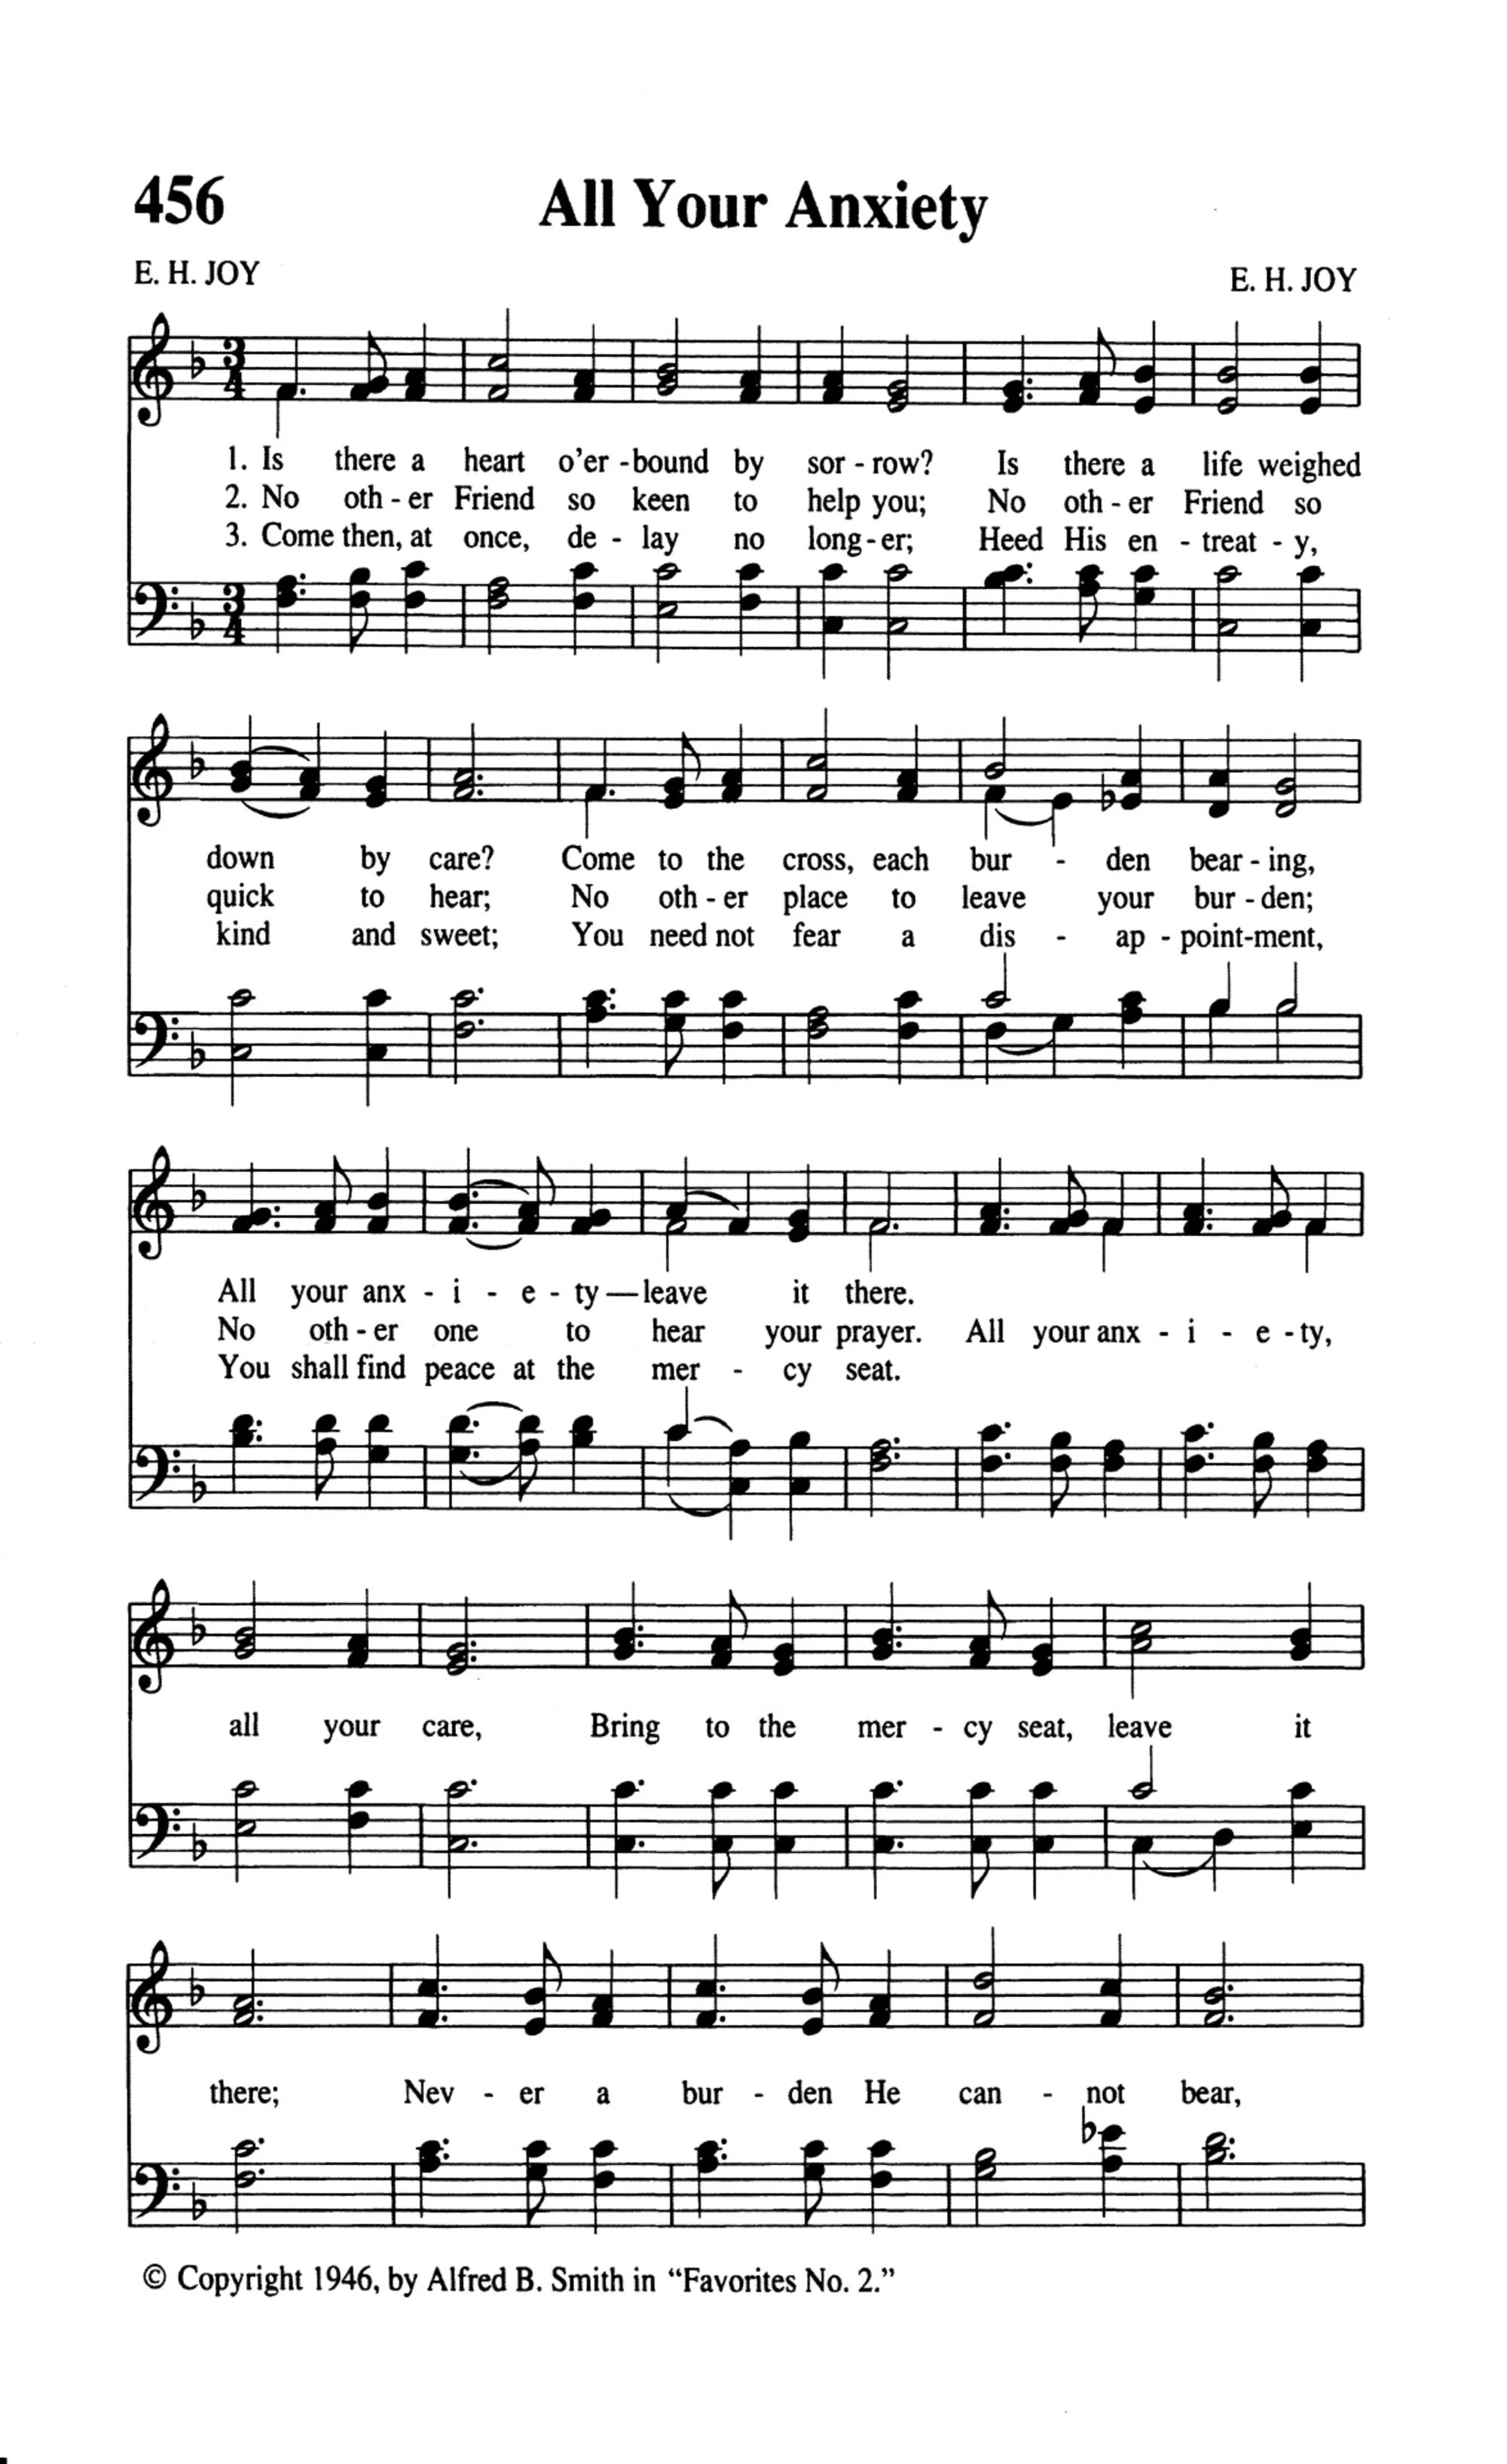 456 All Your Anxiety
E. H. JOY E. H. JOY
1. Is there a heart o'er - bound by sor - row? Is there a life weighed
2. No oth - er Friend so keen to help you; No oth - er Friend so
3. Come then, at once, de - lay no long - er; Heed His en - treat - y,
down by care? Come to the cross, each bur - den bear - ing,
quick to hear; No oth - er place to leave your bur - den;
kind and sweet; You need not fear a dis - ap - point-ment,
All your anx - i - e - ty—leave it there.
No oth - er one to hear your prayer. All your anx - i - e - ty,
You shall find peace at the mer - cy seat.
all your care, Bring to the mer - cy seat, leave it
there; Nev - er a bur - den He can - not bear,
© Copyright 1946, by Alfred B. Smith in “Favorites No. 2.”